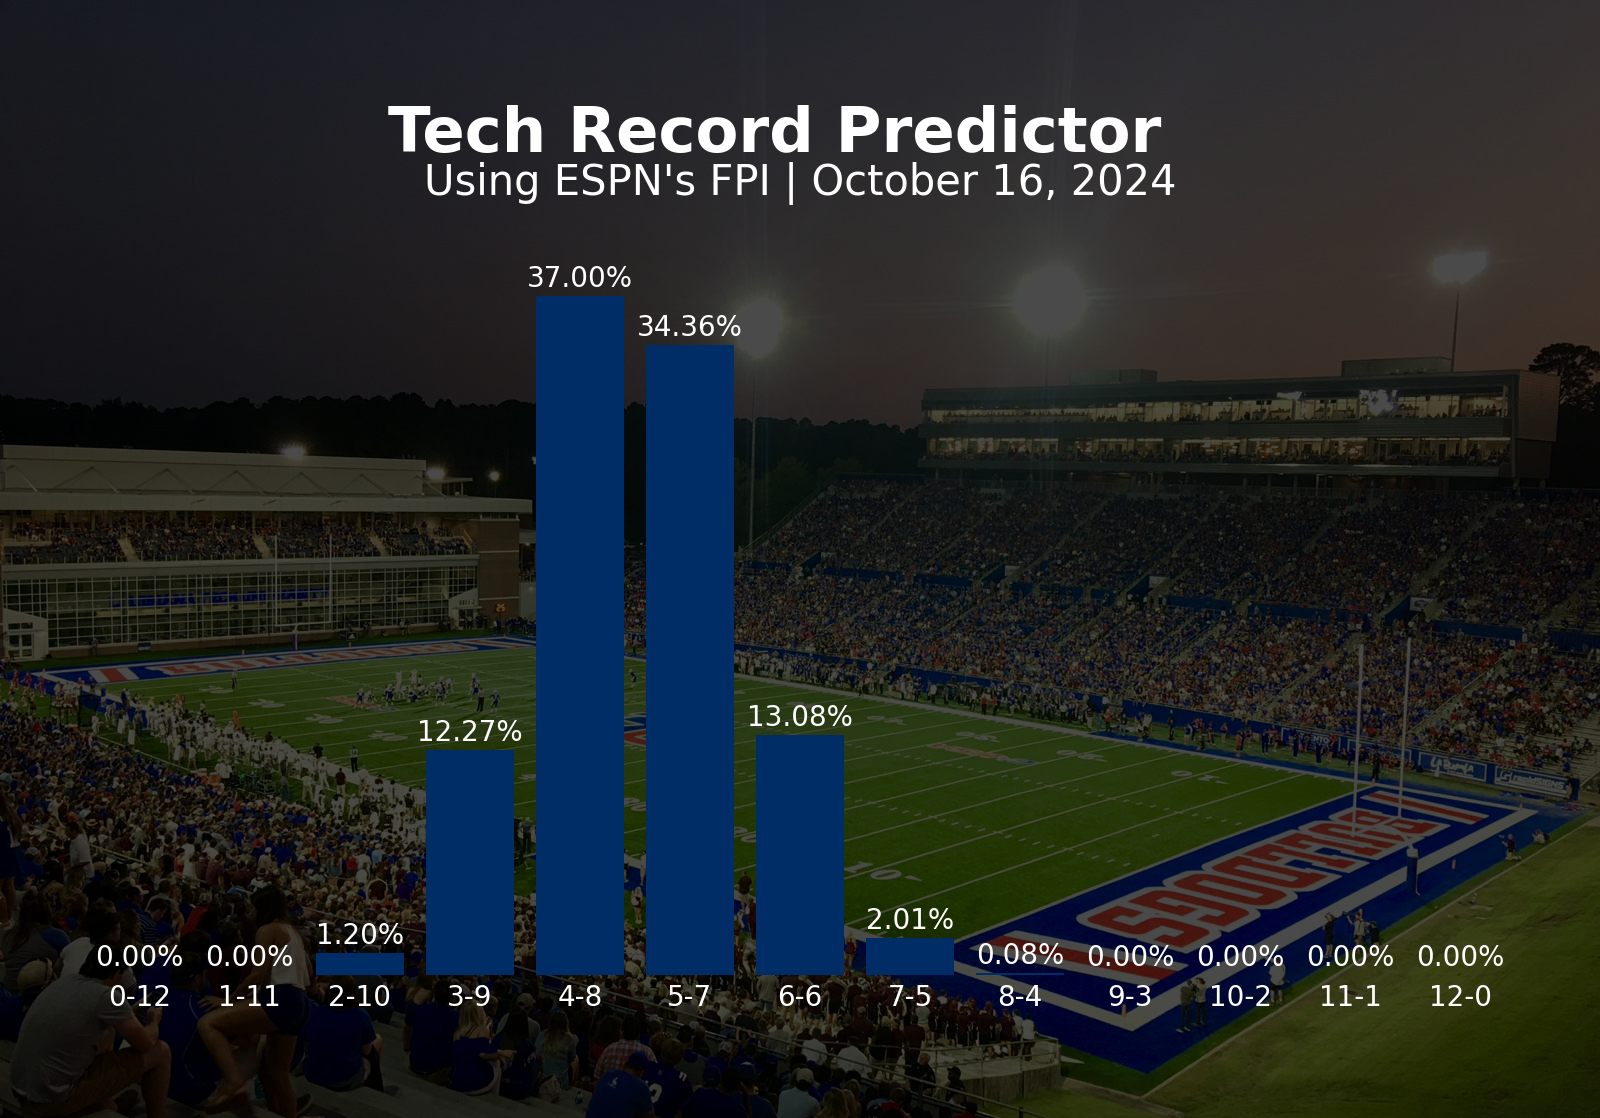 Tech Record Predictor
Using ESPN's FPI | October 16, 2024
37.00%
34.36%
12.27%
13.08%
0.00% 0.00% 1.20% 2.01% 0.08% 0.00% 0.00% 0.00% 0.00%
0-12 1-11 2-10 3-9 4-8 5-7 6-6 7-5 8-4 9-3 10-2 11-1 12-0
BULLDOGS